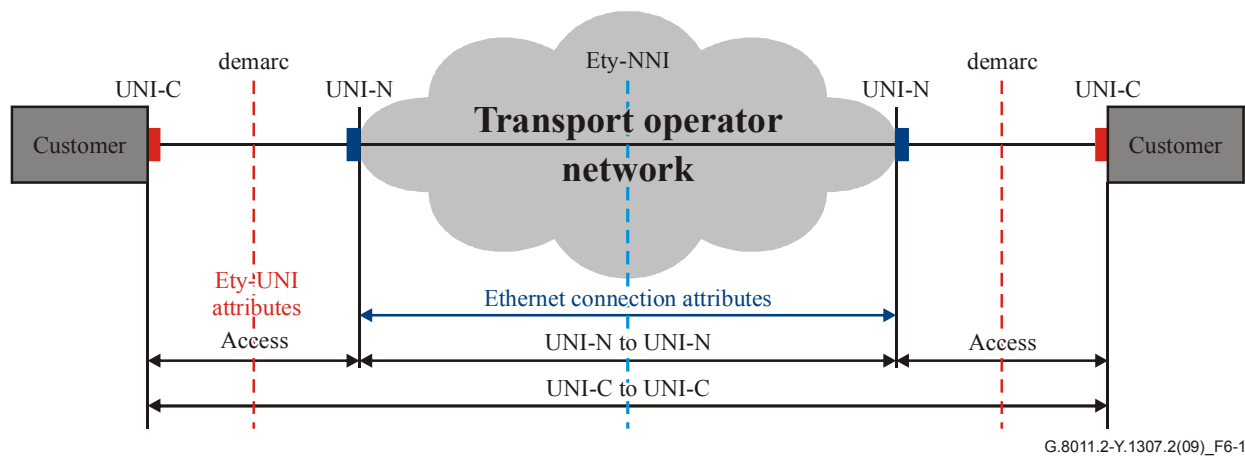 demarc
Ety-NNI
demarc
UNI-C
UNI-N
UNI-N
UNI-C
Customer
Transport operator
network
Customer
Ety-UNI
attributes
Ethernet connection attributes
Access
UNI-N to UNI-N
Access
UNI-C to UNI-C
G.8011.2-Y.1307.2(09)_F6-1